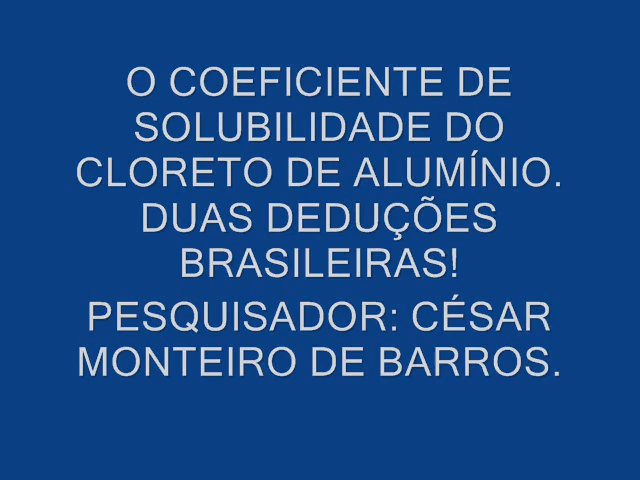 O COEFICIENTE DE
SOLUBILIDADE DO
CLORETO DE ALUMÍNIO.
DUAS DEDUÇÕES
BRASILEIRAS!
PESQUISADOR: CÉSAR
MONTEIRO DE BARROS.